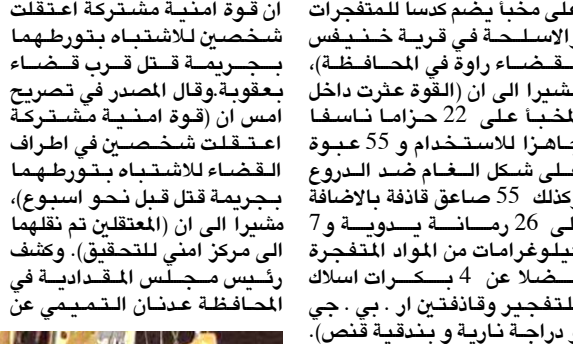 على مخبأ يضم كدسا للمتفجرات
والاسلحة في قرية خنيفس
بقضاء راوة في المحافظة)،
مشيرا الى ان (القوة عثرت داخل
المخبأ على 22 حزاما ناسفا
جاهزا للاستخدام و 55 عبوة
على شكل الغام ضد الدروع
وكذلك 55 صاعق قاذفة بالاضافة
الى 26 رمانة يدوية و7
كيلوغرامات من المواد المتفجرة
فضلا عن 4 بكرات اسلاك
للتفجير وقاذفتين ار . بي . جي
و دراجة نارية و بندقية قنص).
ان قوة امنية مشتركة اعتقلت
شخصين للاشتباه بتورطهما
بجريمة قتل قرب قضاء
بعقوبة.وقال المصدر في تصريح
امس ان (قوة امنية مشتركة
اعتقلت شخصين في اطراف
القضاء للاشتباه بتورطهما
بجريمة قتل قبل نحو اسبوع)،
مشيرا الى ان (المعتقلين تم نقلهما
الى مركز امني للتحقيق). وكشف
رئيس مجلس المقدادية في
المحافظة عدنان التميمي عن